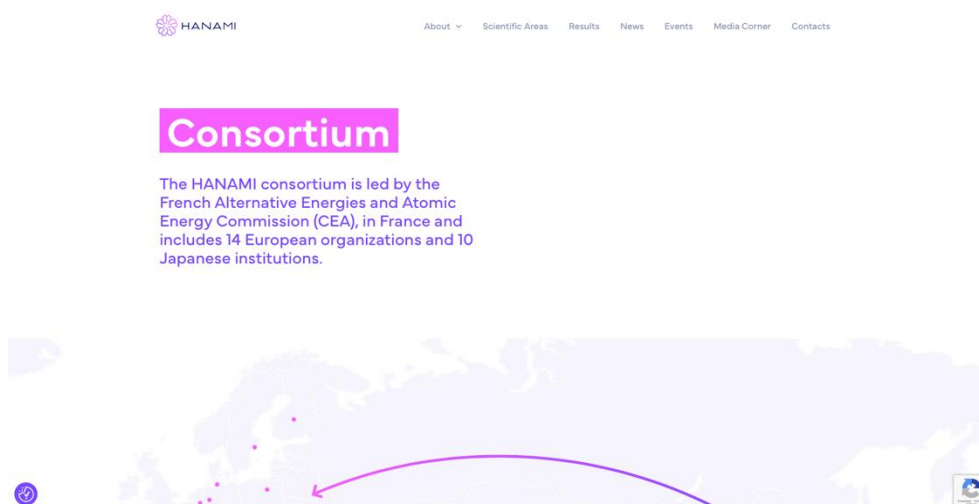 HANAMI
About
Scientific Areas
Results
News
Events
Media Corner
Contacts
Consortium
The HANAMI consortium is led by the
French Alternative Energies and Atomic
Energy Commission (CEA), in France and
includes 14 European organizations and 10
Japanese institutions.